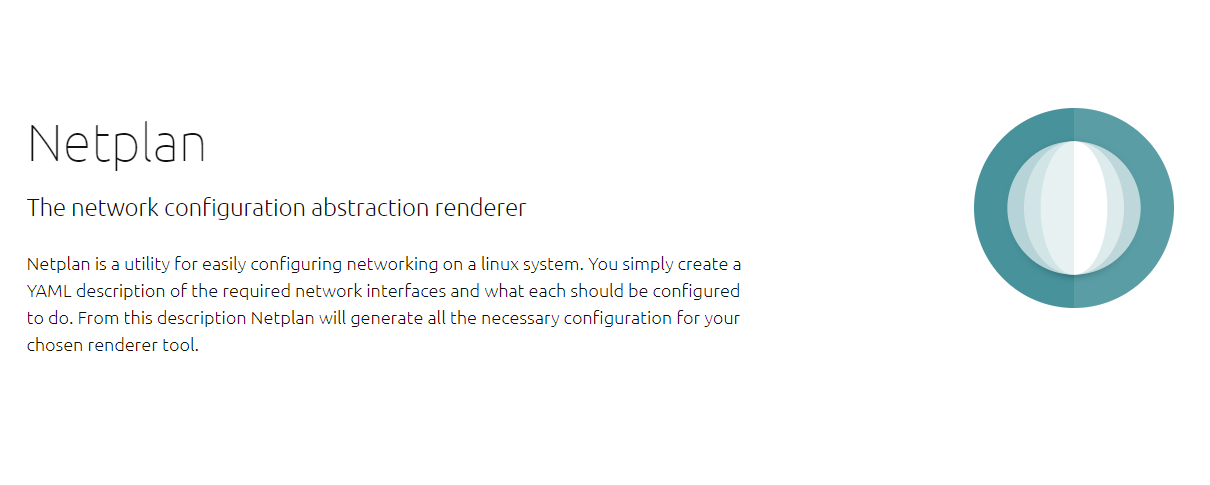 Netplan
The network configuration abstraction renderer
Netplan is a utility for easily configuring networking on a linux system. You simply create a
YAML description of the required network interfaces and what each should be configured
to do. From this description Netplan will generate all the necessary configuration for your
chosen renderer tool.